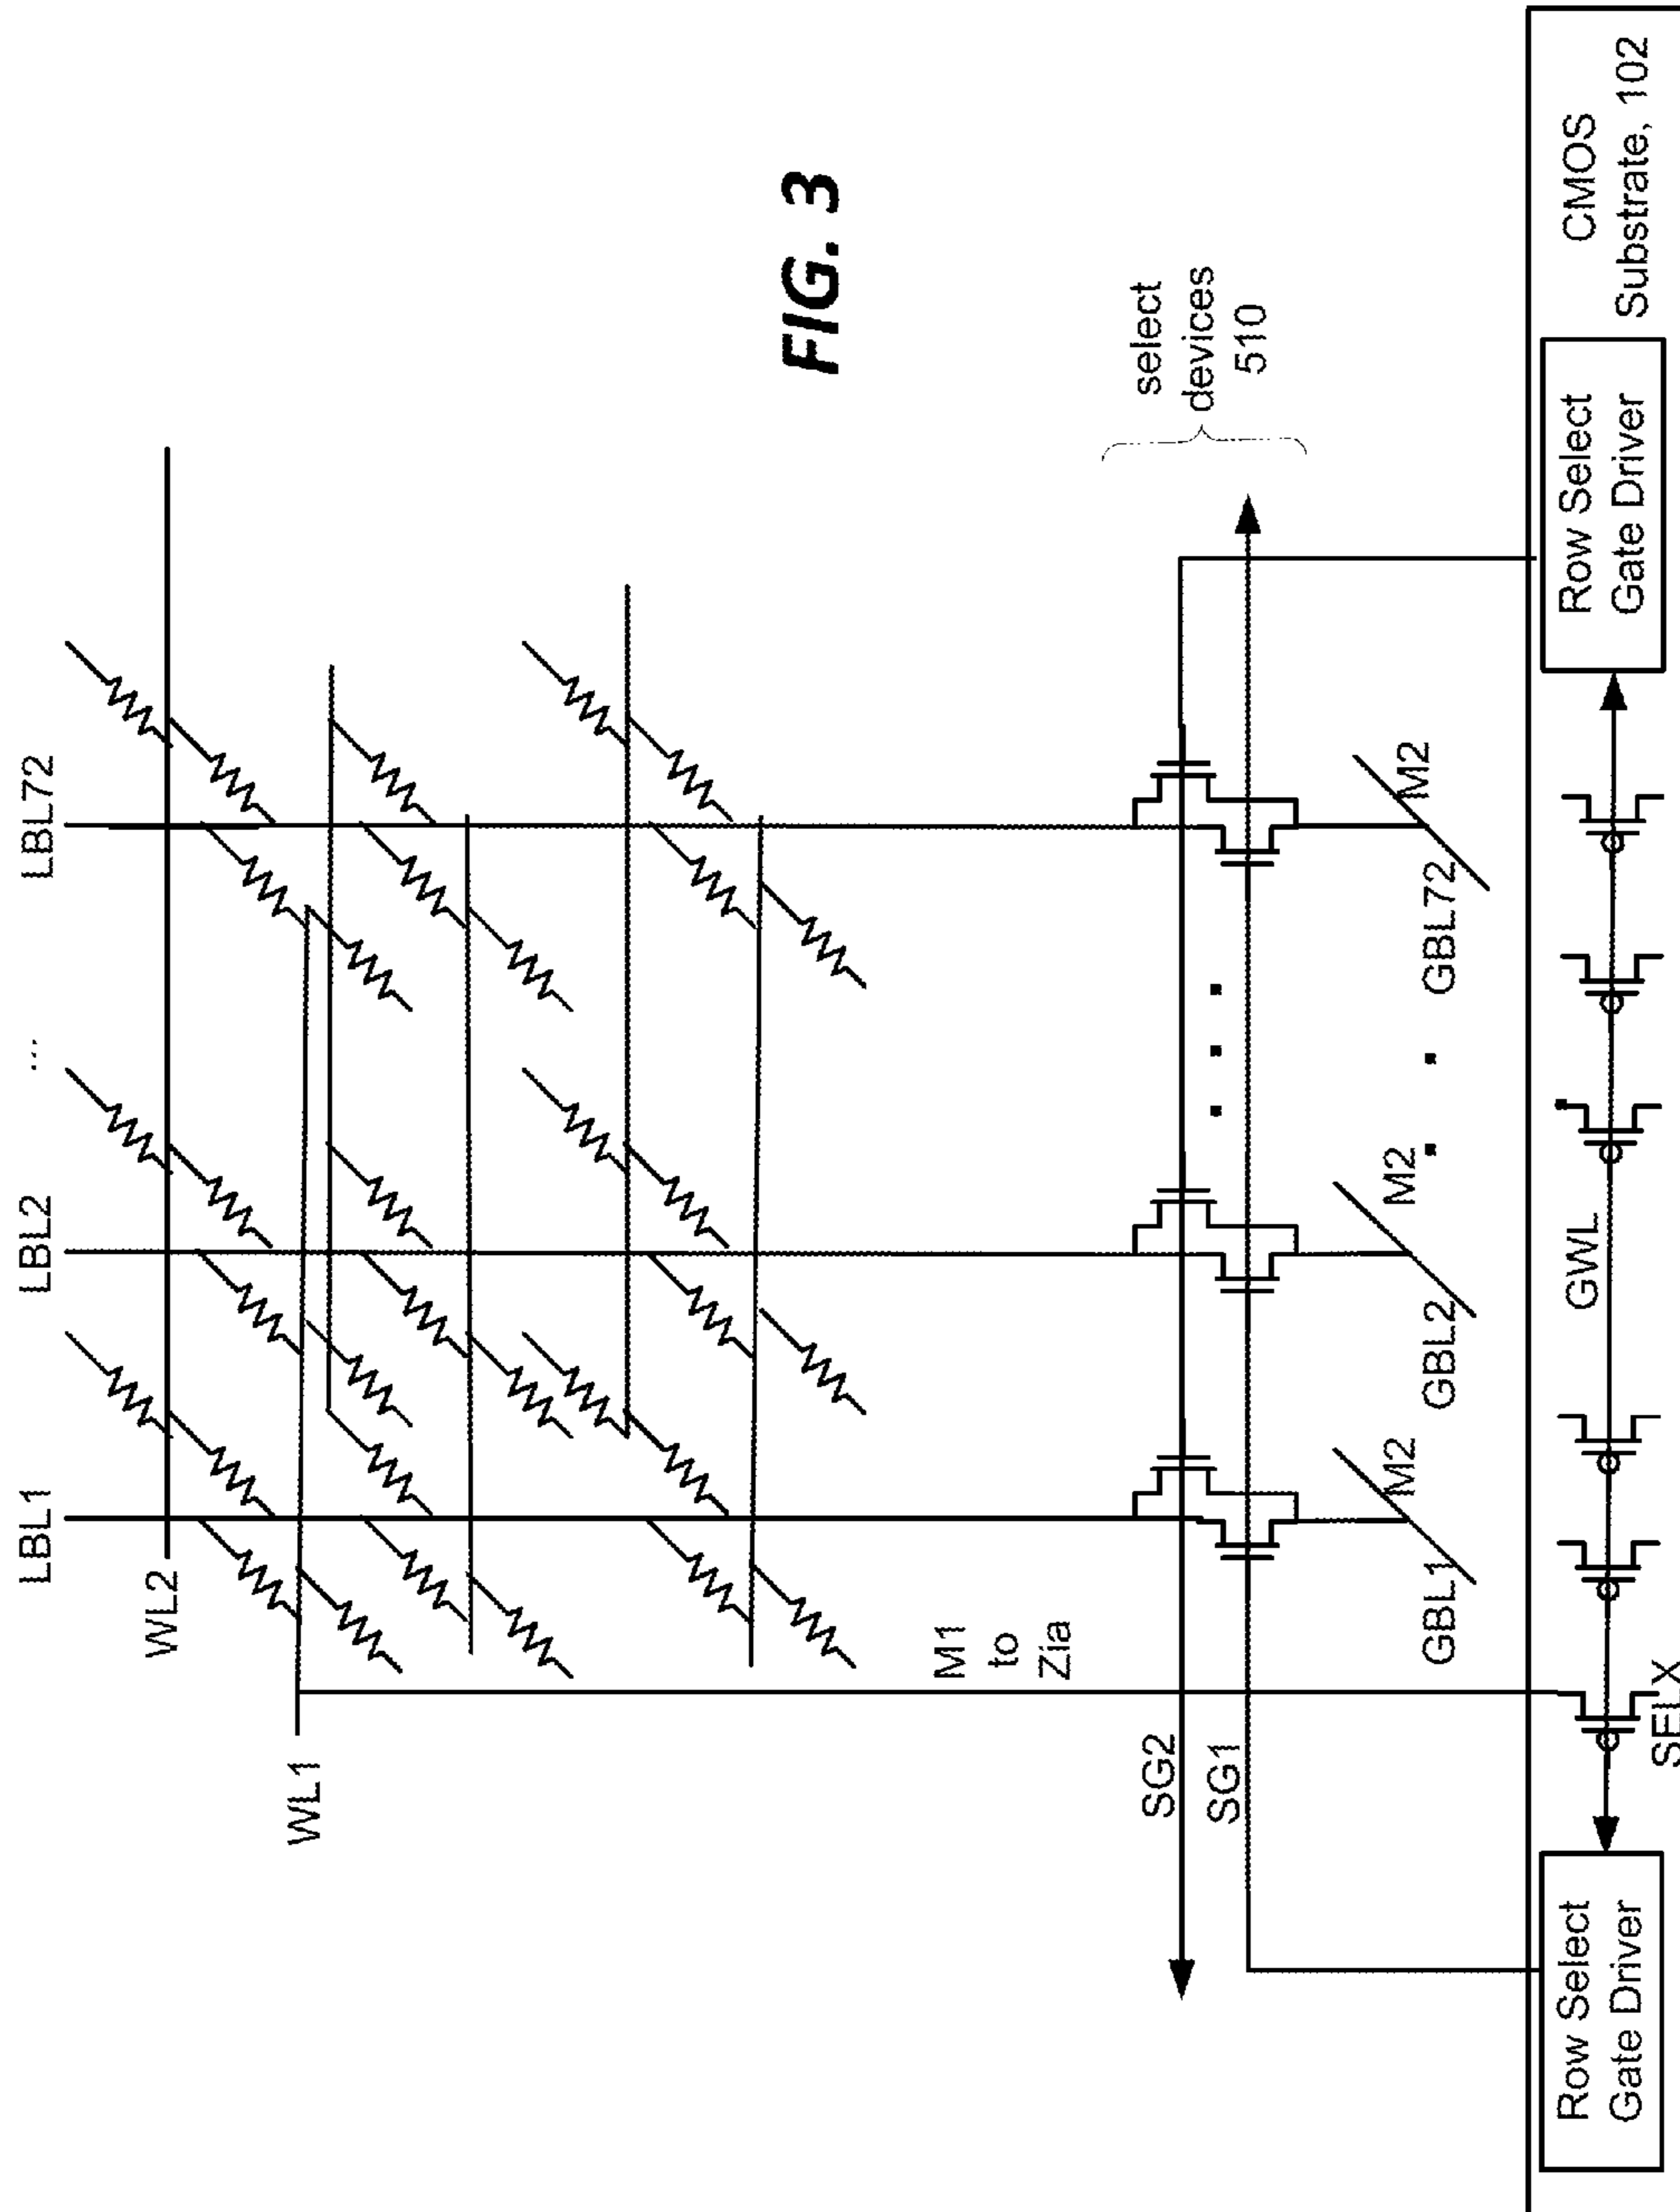 LBL1
LBL2
...
LBL72
WL2
WL1
FIG. 3
M1
to
Zia
SG2
SG1
select
devices
510
M2
M2
M2
GBL1
GBL2
GBL72
GWL
CMOS
Substrate, 102
Row Select
Gate Driver
Row Select
Gate Driver
SELX